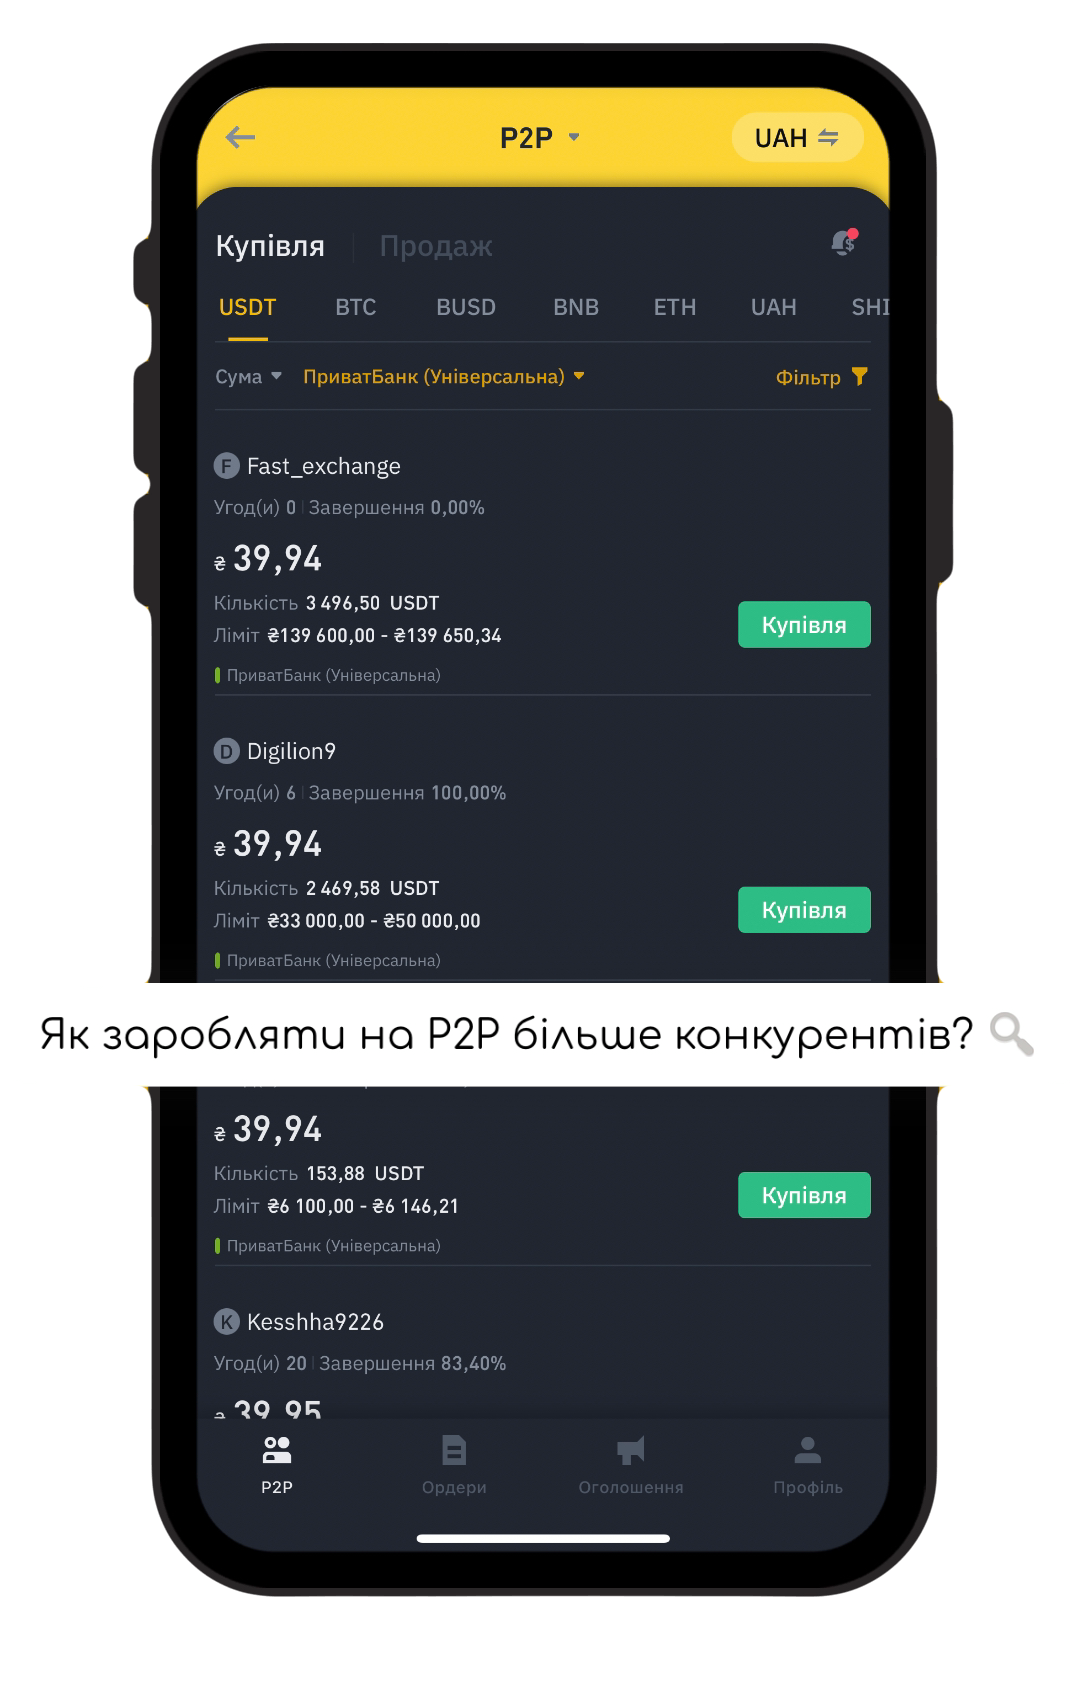 P2P
UAH
Купівля
Продаж
USDT BTC BUSD BNB ETH UAH SHI
Сума ПриватБанк (Універсальна) Фільтр
F Fast_exchange
Угод(и) 0 Завершення 0,00%
₴ 39,94
Кількість 3 496,50 USDT
Ліміт ₴139 600,00 - ₴139 650,34
Купівля
ПриватБанк (Універсальна)
D Digilion9
Угод(и) 6 Завершення 100,00%
₴ 39,94
Кількість 2 469,58 USDT
Ліміт ₴33 000,00 - ₴50 000,00
Купівля
ПриватБанк (Універсальна)
Як заробляти на P2P більше конкурентів?
₴ 39,94
Кількість 153,88 USDT
Ліміт ₴6 100,00 - ₴6 146,21
Купівля
ПриватБанк (Універсальна)
K Kesshha9226
Угод(и) 20 Завершення 83,40%
₴ 39,95
P2P Ордери Оголошення Профіль